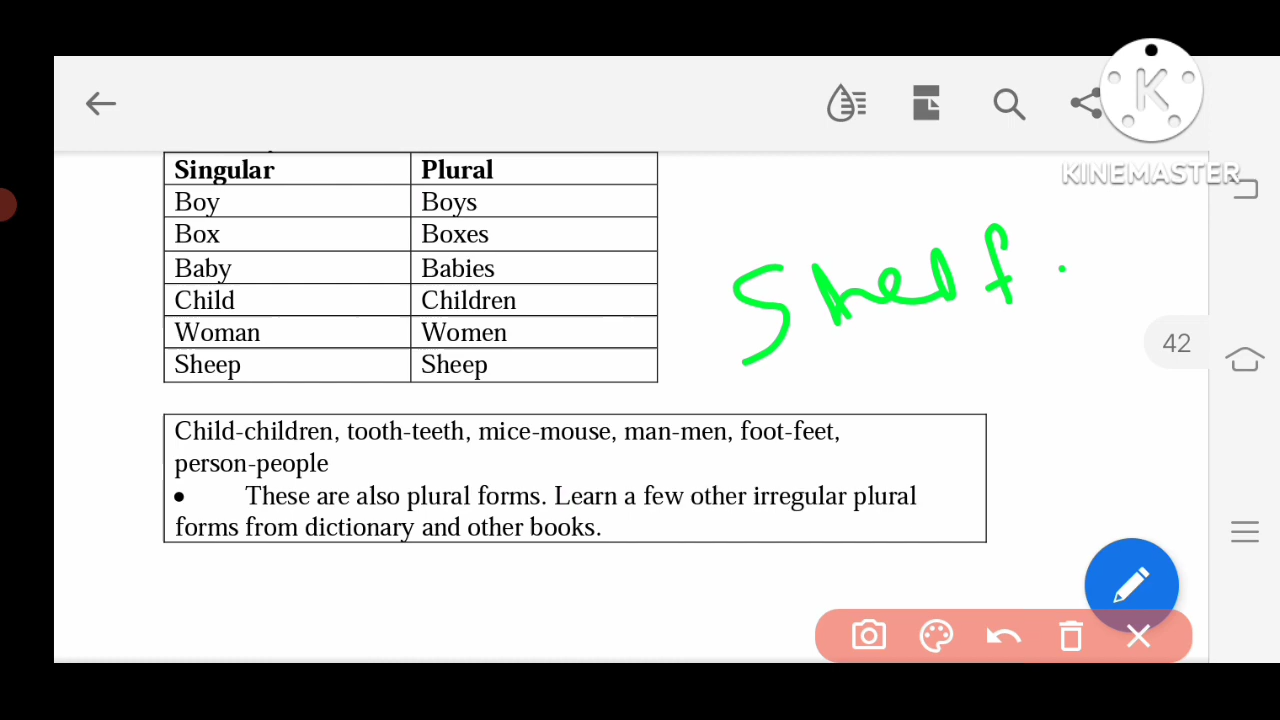 KINEMASTER
Singular Plural
Boy Boys
Box Boxes
Baby Babies
Child Children
Woman Women
Sheep Sheep
Shelf
42
Child-children, tooth-teeth, mice-mouse, man-men, foot-feet,
person-people
• These are also plural forms. Learn a few other irregular plural
forms from dictionary and other books.